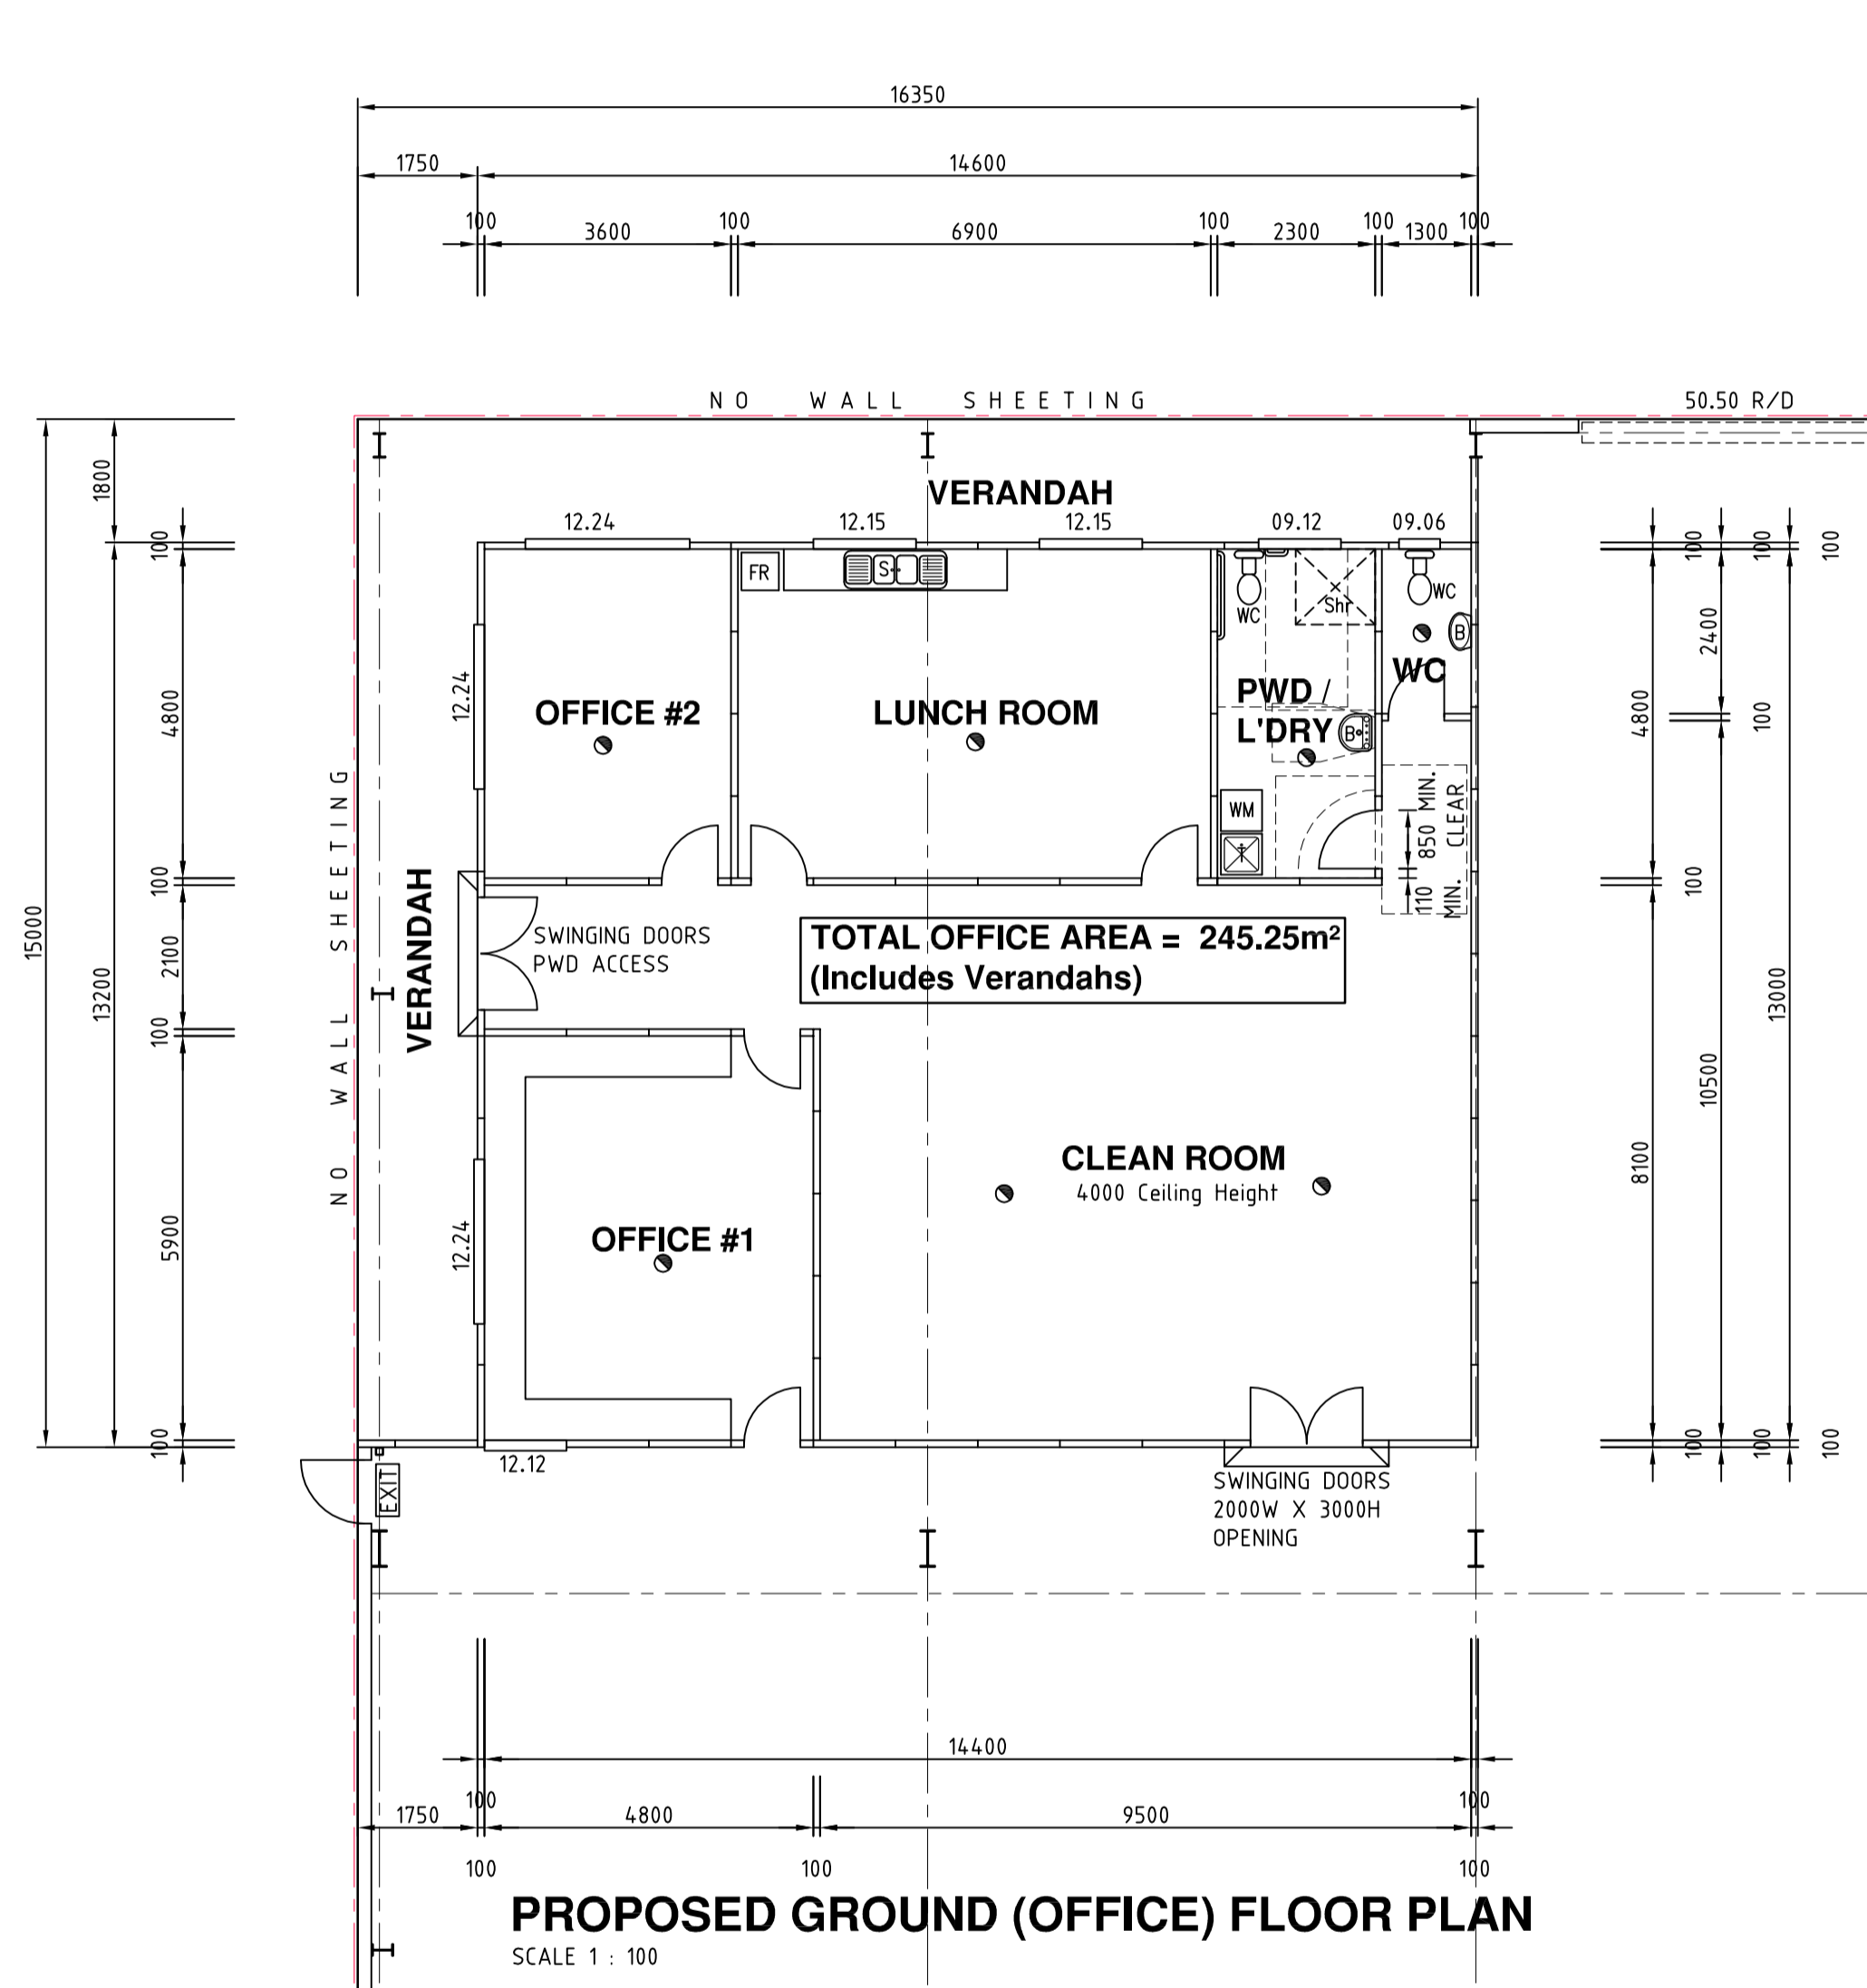 16350
1750
14600
100
100
100
100
100
3600
6900
2300
1300
NO WALL SHEETING
50.50 R/D
VERANDAH
12.24
12.15
12.15
09.12
09.06
FR
S
WC
Shr
WC
B
WC
PWD /
L'DRY
B
WM
T
850 MIN.
CLEAR
110
MIN.
OFFICE #2
LUNCH ROOM
12.24
NO WALL SHEETING
VERANDAH
SWINGING DOORS
PWD ACCESS
TOTAL OFFICE AREA = 245.25m²
(Includes Verandahs)
CLEAN ROOM
4000 Ceiling Height
OFFICE #1
12.24
12.12
EXIT
SWINGING DOORS
2000W X 3000H
OPENING
15000
1800
13200
100
4800
100
2100
100
5900
100
100
100
100
2400
4800
100
100
13000
10500
8100
100
100
100
14400
100
100
1750
4800
9500
100
100
100
PROPOSED GROUND (OFFICE) FLOOR PLAN
SCALE 1 : 100